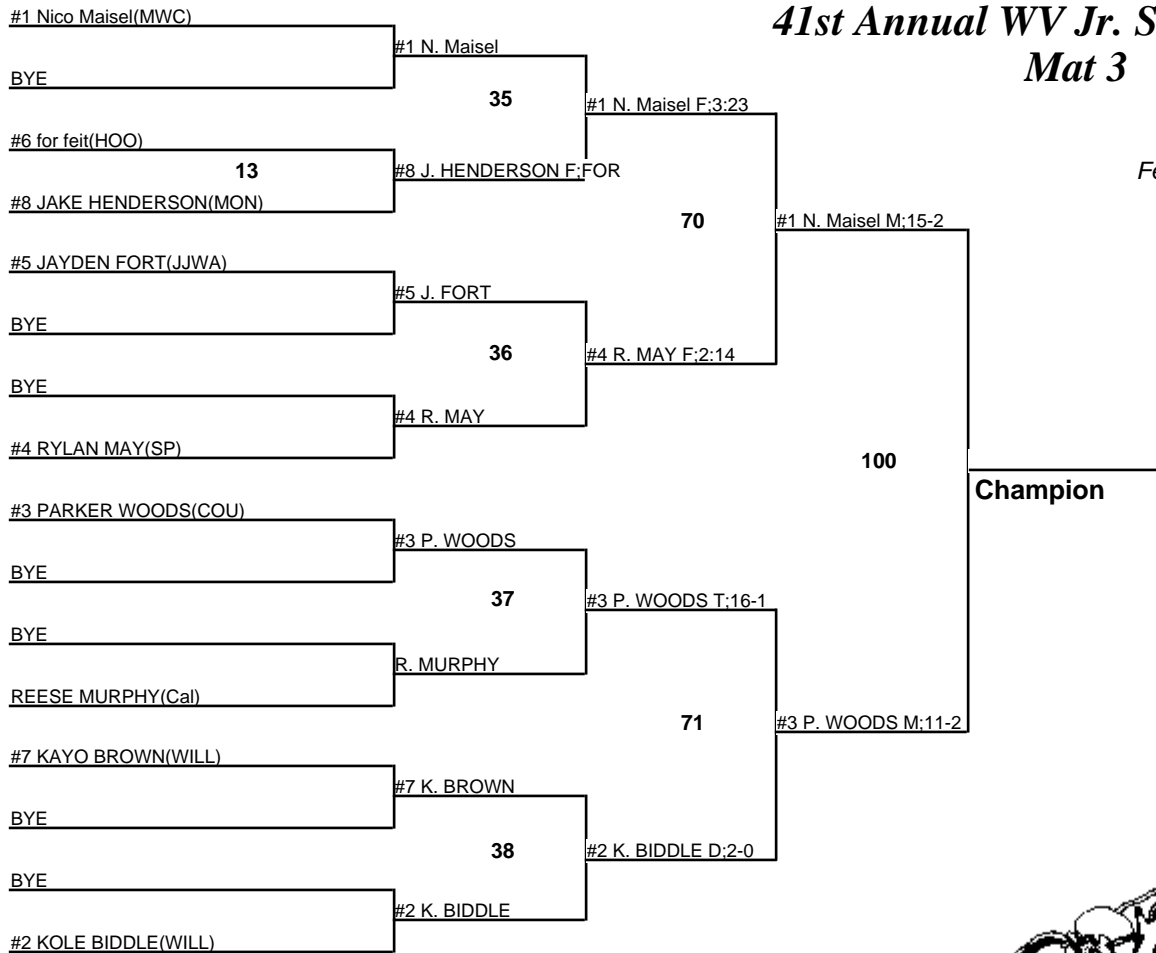 41st Annual WV Jr. S
Mat 3
Fe
#1 Nico Maisel(MWC)
BYE
#6 for feit(HOO)
13
#8 JAKE HENDERSON(MON)
#5 JAYDEN FORT(JJWA)
BYE
BYE
#4 RYLAN MAY(SP)
#3 PARKER WOODS(COU)
BYE
BYE
REESE MURPHY(Cal)
#7 KAYO BROWN(WILL)
BYE
BYE
#2 KOLE BIDDLE(WILL)
#1 N. Maisel
35
#8 J. HENDERSON F;FOR
#5 J. FORT
36
#4 R. MAY
#3 P. WOODS
37
R. MURPHY
#7 K. BROWN
38
#2 K. BIDDLE
#1 N. Maisel F;3:23
70
#4 R. MAY F;2:14
#3 P. WOODS T;16-1
71
#2 K. BIDDLE D;2-0
#1 N. Maisel M;15-2
100
#3 P. WOODS M;11-2
Champion